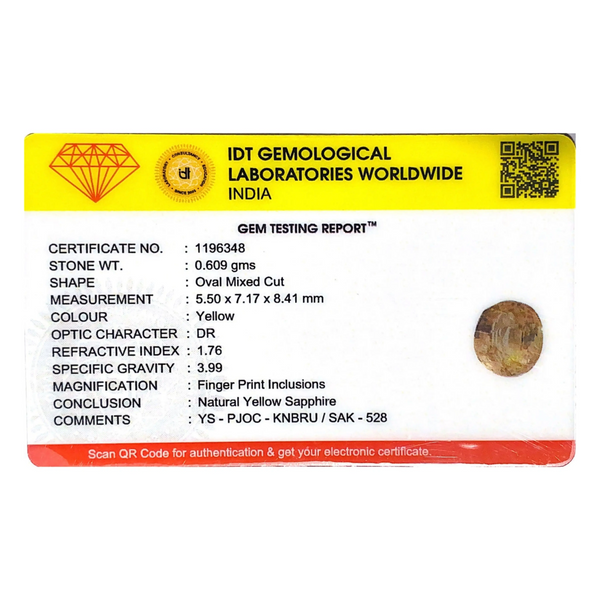 IDT GEMOLOGICAL
LABORATORIES WORLDWIDE
INDIA
GEM TESTING REPORT™
CERTIFICATE NO. : 1196348
STONE WT. : 0.609 gms
SHAPE : Oval Mixed Cut
MEASUREMENT : 5.50 x 7.17 x 8.41 mm
COLOUR : Yellow
OPTIC CHARACTER : DR
REFRACTIVE INDEX : 1.76
SPECIFIC GRAVITY : 3.99
MAGNIFICATION : Finger Print Inclusions
CONCLUSION : Natural Yellow Sapphire
COMMENTS : YS - PJOC - KNBRU / SAK - 528
Scan QR Code for authentication & get your electronic certificate.